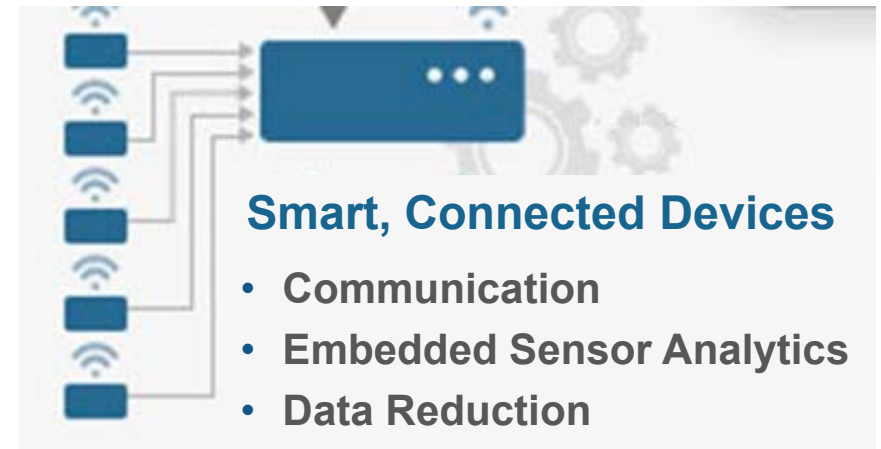 Smart, Connected Devices
• Communication
• Embedded Sensor Analytics
• Data Reduction